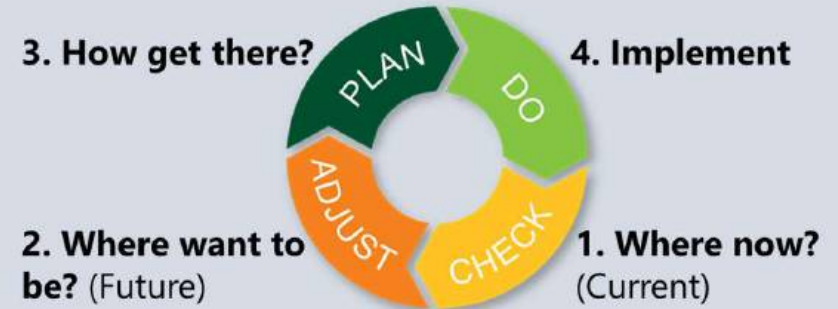 3. How get there?
PLAN
DO
4. Implement
2. Where want to
be? (Future)
ADJUST
CHECK
1. Where now?
(Current)